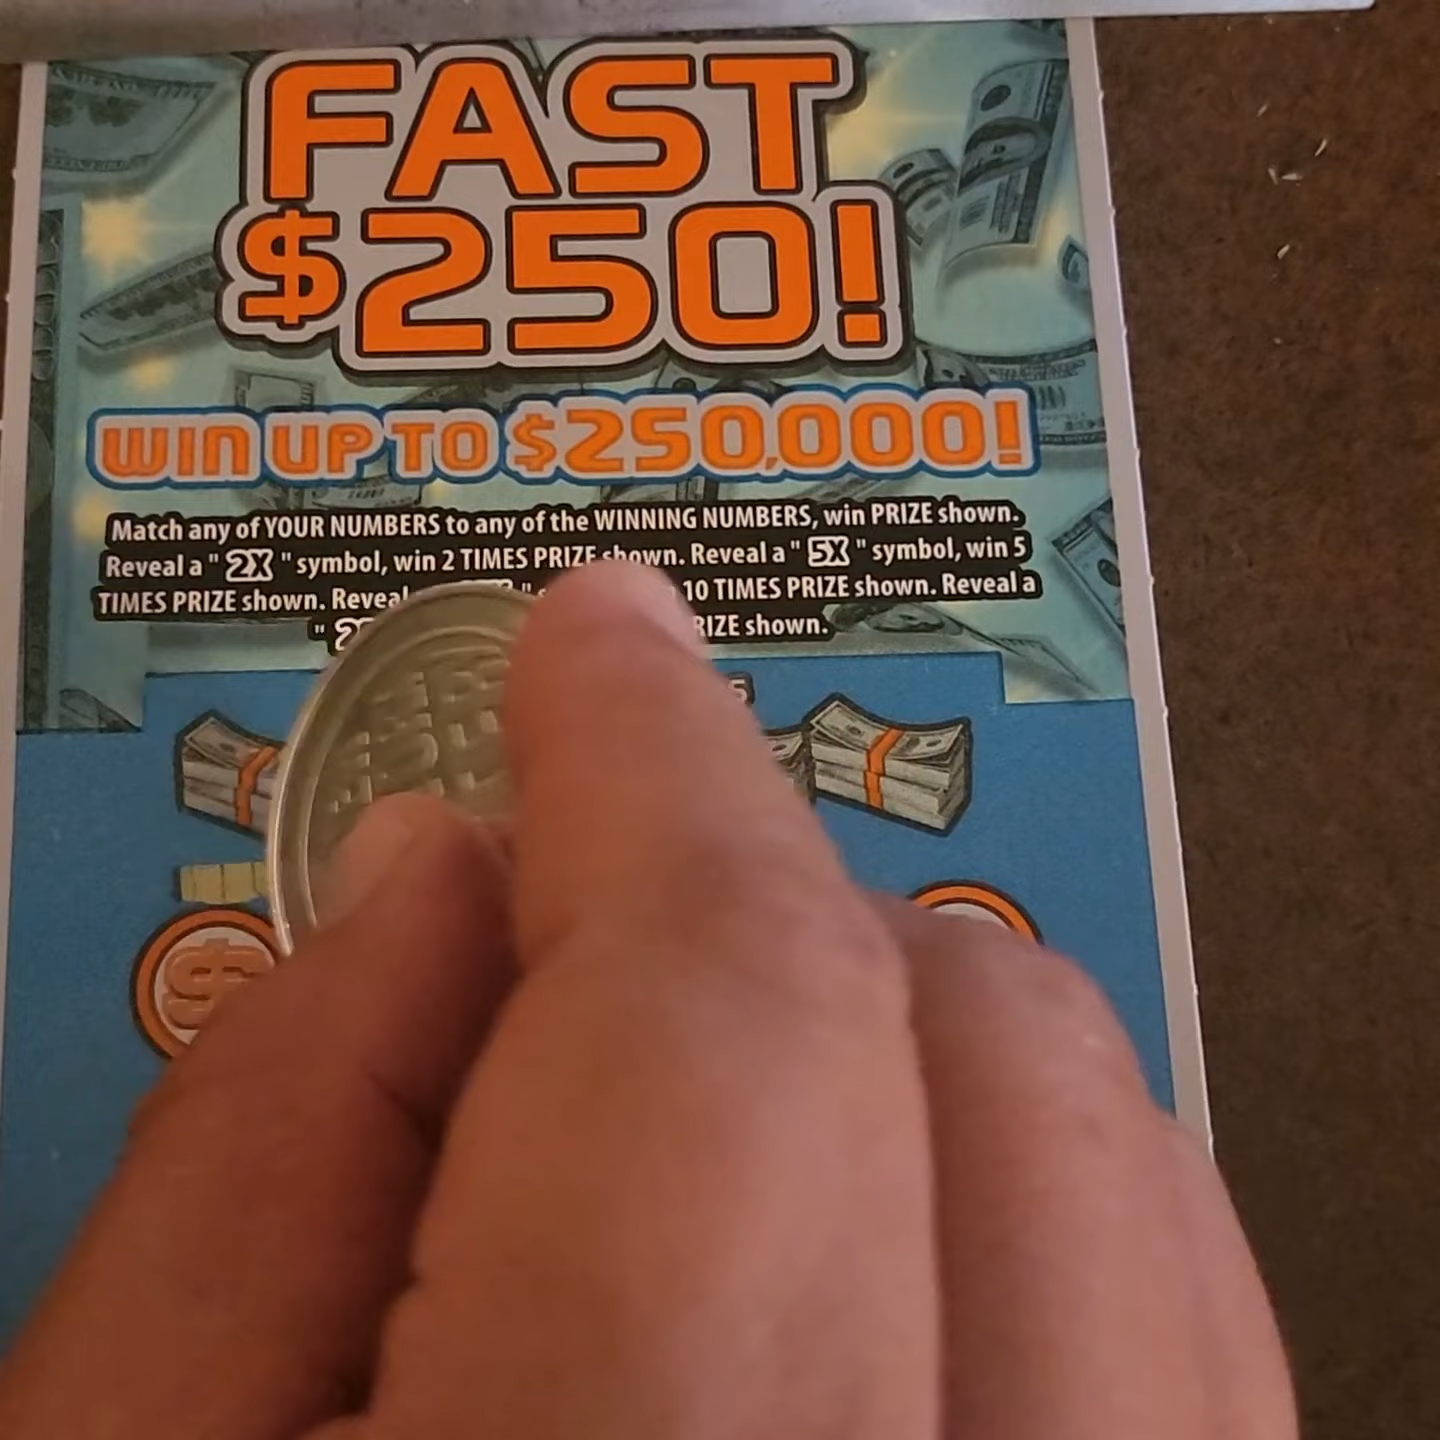 FAST
$250!
WIN UP TO $250,000!
Match any of YOUR NUMBERS to any of the WINNING NUMBERS, win PRIZE shown.
Reveal a " 2X " symbol, win 2 TIMES PRIZE shown. Reveal a " 5X " symbol, win 5
TIMES PRIZE shown. Reveal 10 TIMES PRIZE shown. Reveal a
" shown.
$